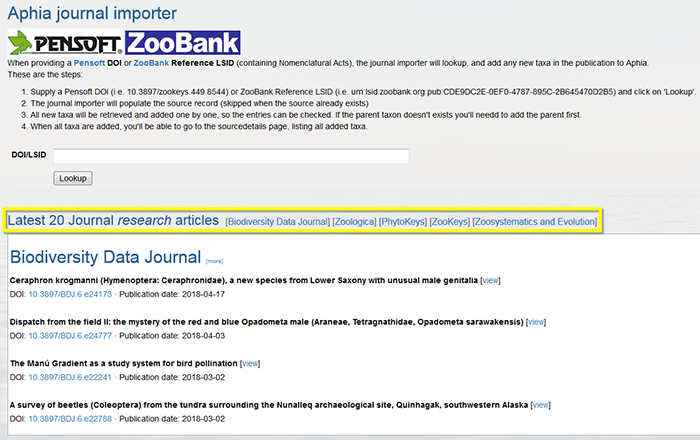 Aphia journal importer
PENSOFT. ZooBank
When providing a Pensoft DOI or ZooBank Reference LSID (containing Nomenclatural Acts), the journal importer will lookup, and add any new taxa in the publication to Aphia.
These are the steps:
1. Supply a Pensoft DOI (i.e. 10.3897/zookeys.449.8544) or ZooBank Reference LSID (i.e. urn:lsid:zoobank.org:pub:CDE9DC2E-0EF0-4787-895C-2B645470D2B5) and click on 'Lookup'.
2. The journal importer will populate the source record (skipped when the source already exists)
3. All new taxa will be retrieved and added one by one, so the entries can be checked. If the parent taxon doesn't exists you'll needd to add the parent first.
4. When all taxa are added, you'll be able to go to the sourcedetails page, listing all added taxa.
DOI/LSID
Lookup
Latest 20 Journal research articles [Biodiversity Data Journal] [Zoologica] [PhytoKeys] [ZooKeys] [Zoosystematics and Evolution]
Biodiversity Data Journal [more]
Ceraphron krogmanni (Hymenoptera: Ceraphronidae), a new species from Lower Saxony with unusual male genitalia [view]
DOI: 10.3897/BDJ.6.e24173 · Publication date: 2018-04-17
Dispatch from the field II: the mystery of the red and blue Opadometa male (Araneae, Tetragnathidae, Opadometa sarawakensis) [view]
DOI: 10.3897/BDJ.6.e24777 · Publication date: 2018-04-03
The Manú Gradient as a study system for bird pollination [view]
DOI: 10.3897/BDJ.6.e22241 · Publication date: 2018-03-02
A survey of beetles (Coleoptera) from the tundra surrounding the Nunalleq archaeological site, Quinhagak, southwestern Alaska [view]
DOI: 10.3897/BDJ.6.e22788 · Publication date: 2018-03-02